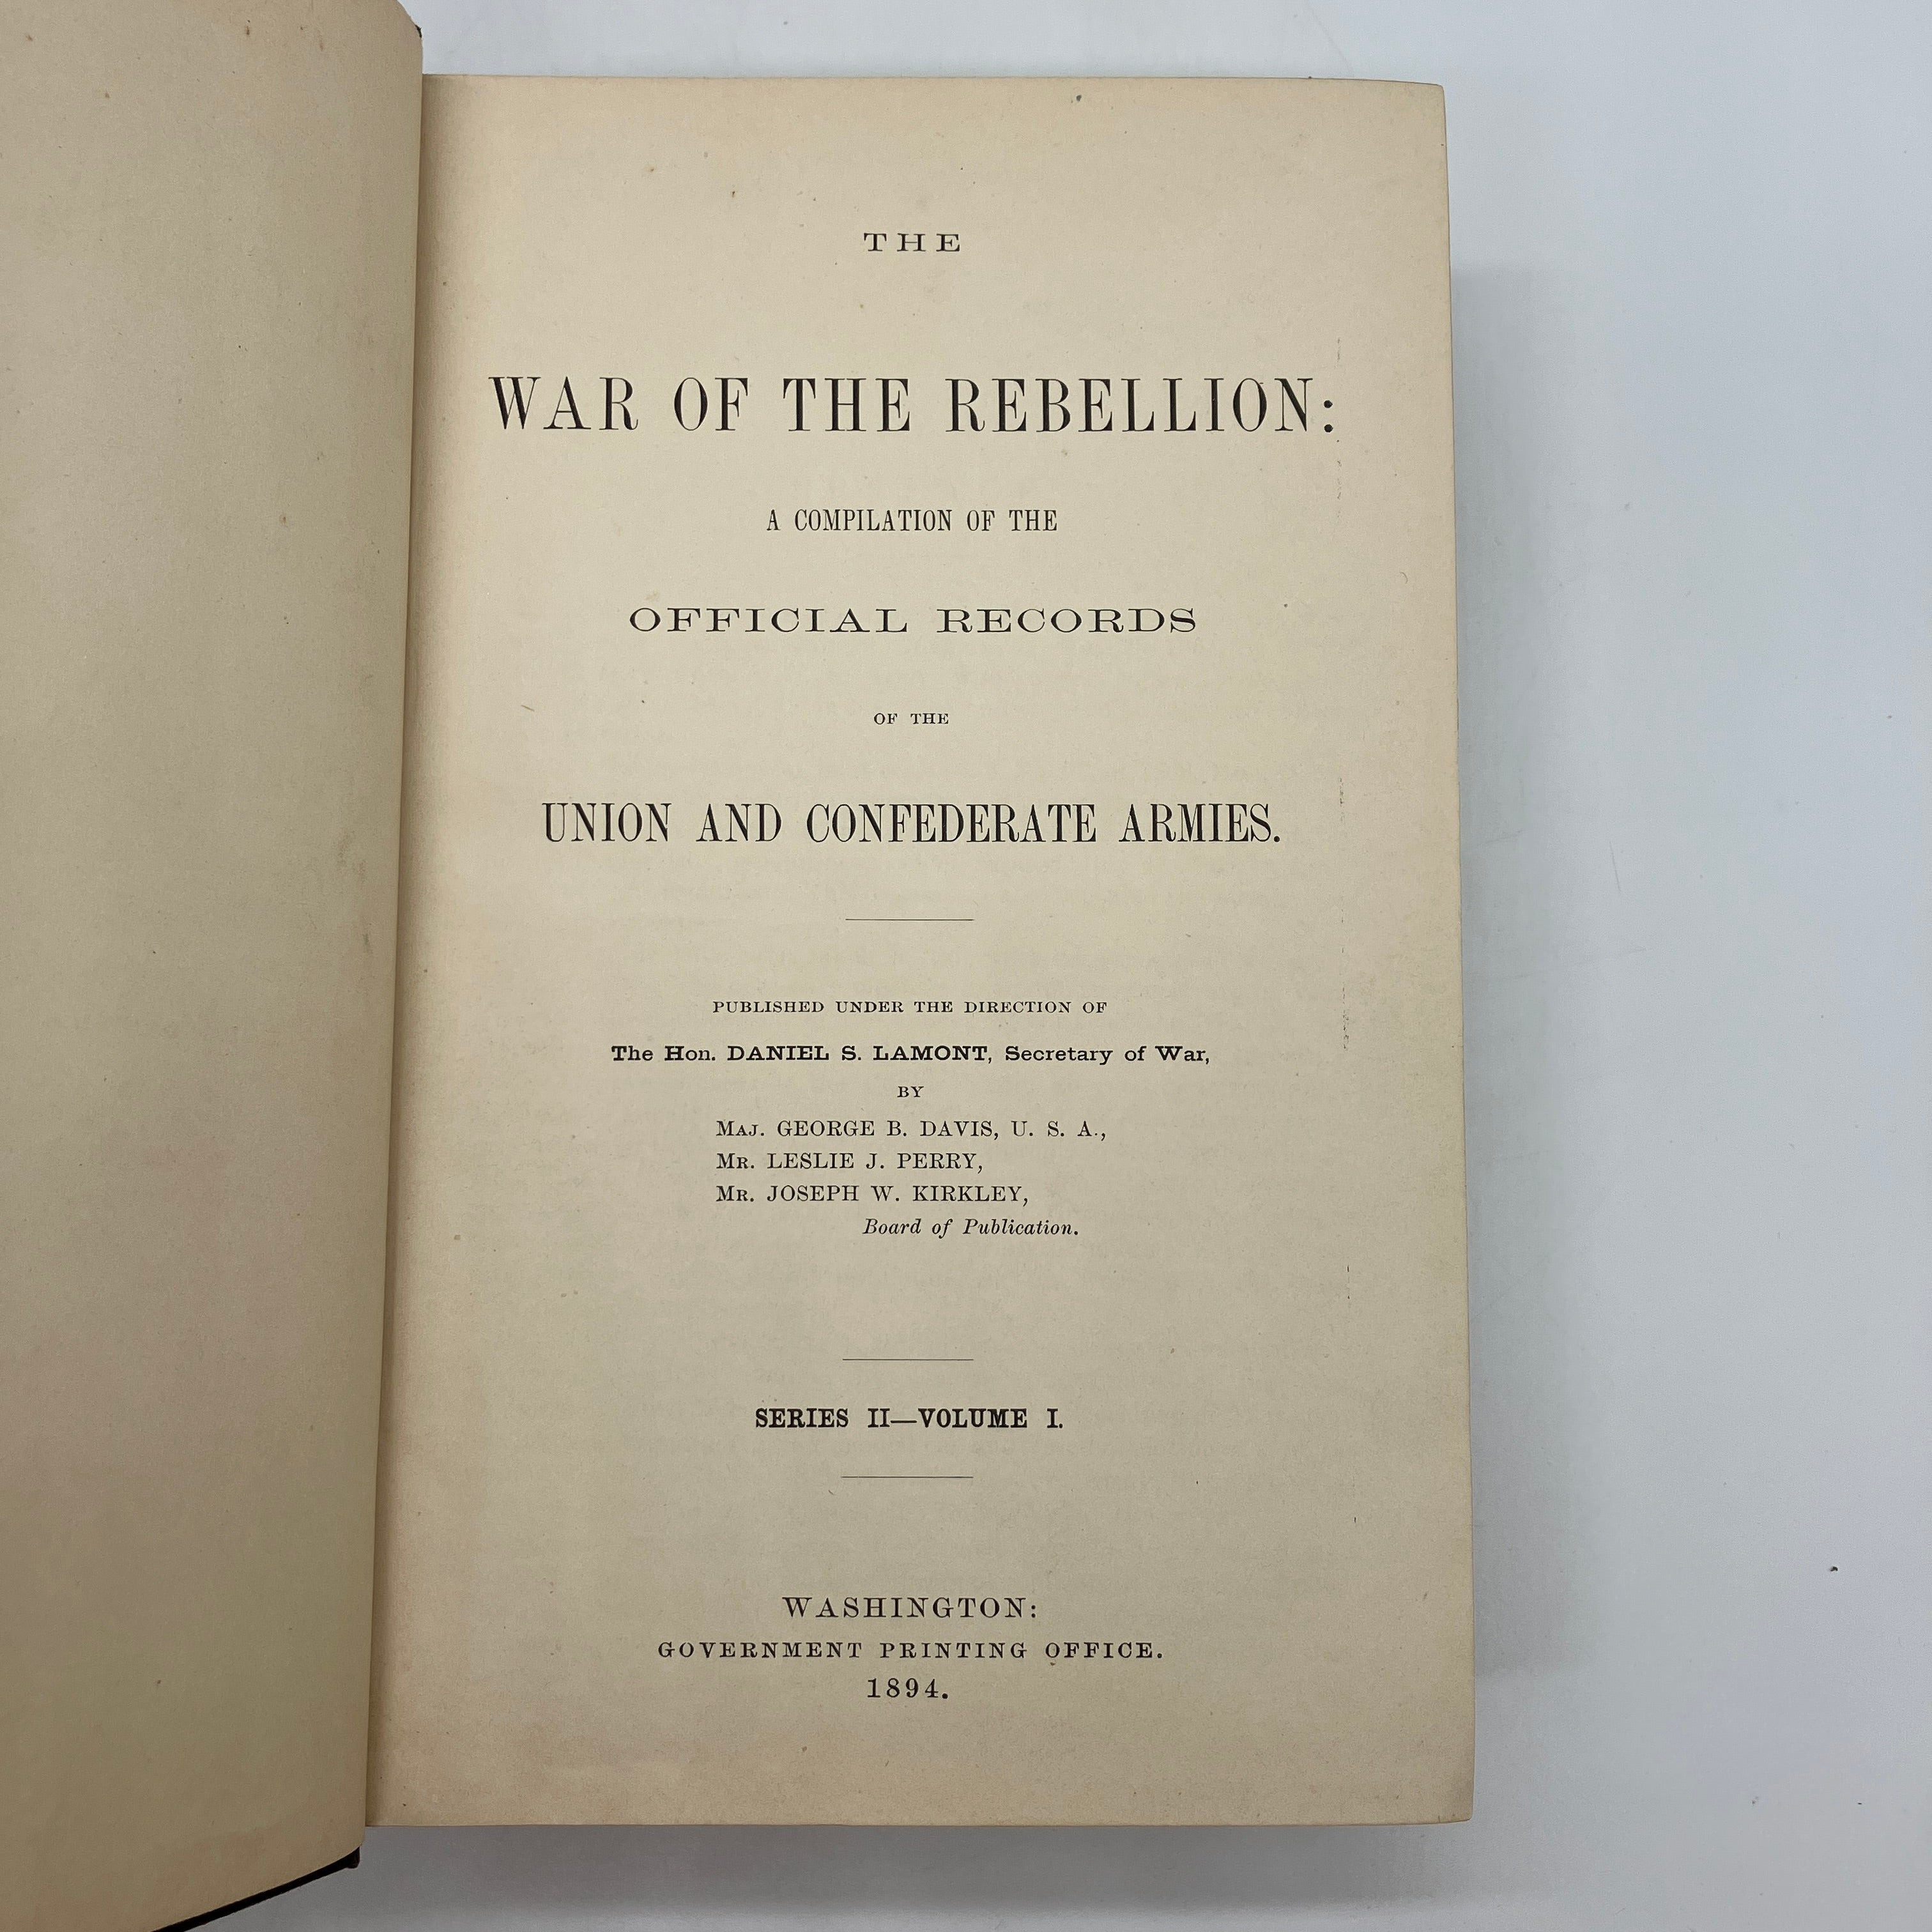 THE
WAR OF THE REBELLION:
A COMPILATION OF THE
OFFICIAL RECORDS
OF THE
UNION AND CONFEDERATE ARMIES.
PUBLISHED UNDER THE DIRECTION OF
The Hon. DANIEL S. LAMONT, Secretary of War,
BY
MAJ. GEORGE B. DAVIS, U. S. A.,
MR. LESLIE J. PERRY,
MR. JOSEPH W. KIRKLEY,
Board of Publication.
SERIES II—VOLUME I.
WASHINGTON:
GOVERNMENT PRINTING OFFICE.
1894.